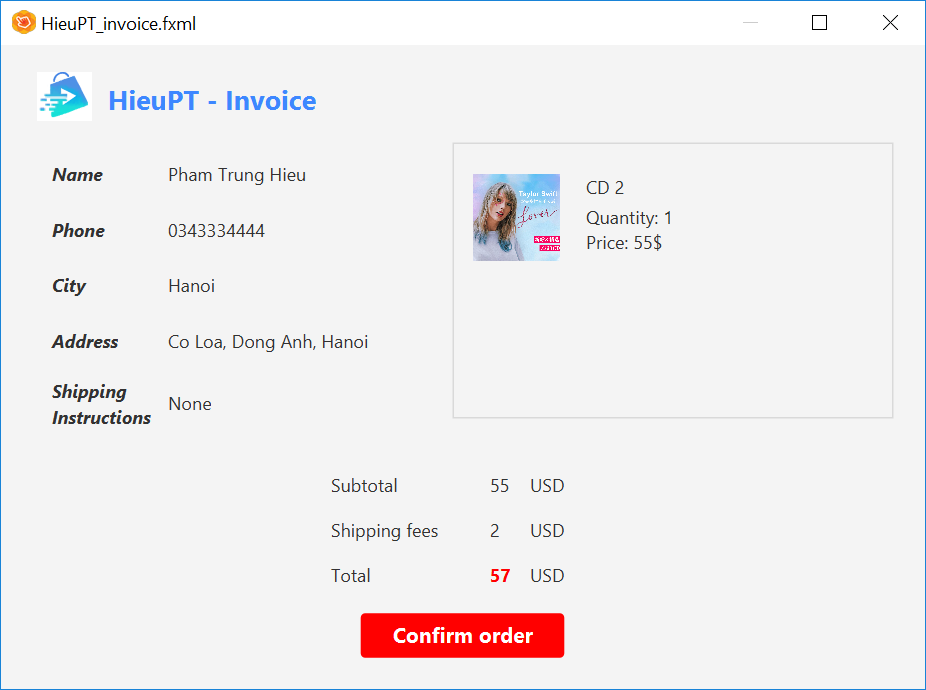 HieuPT_invoice.fxml
HieuPT - Invoice
Name Pham Trung Hieu
Phone 0343334444
City Hanoi
Address Co Loa, Dong Anh, Hanoi
Shipping
Instructions
None
Taylor Swift
Lover
CD 2
Quantity: 1
Price: 55$
Subtotal 55 USD
Shipping fees 2 USD
Total 57 USD
Confirm order